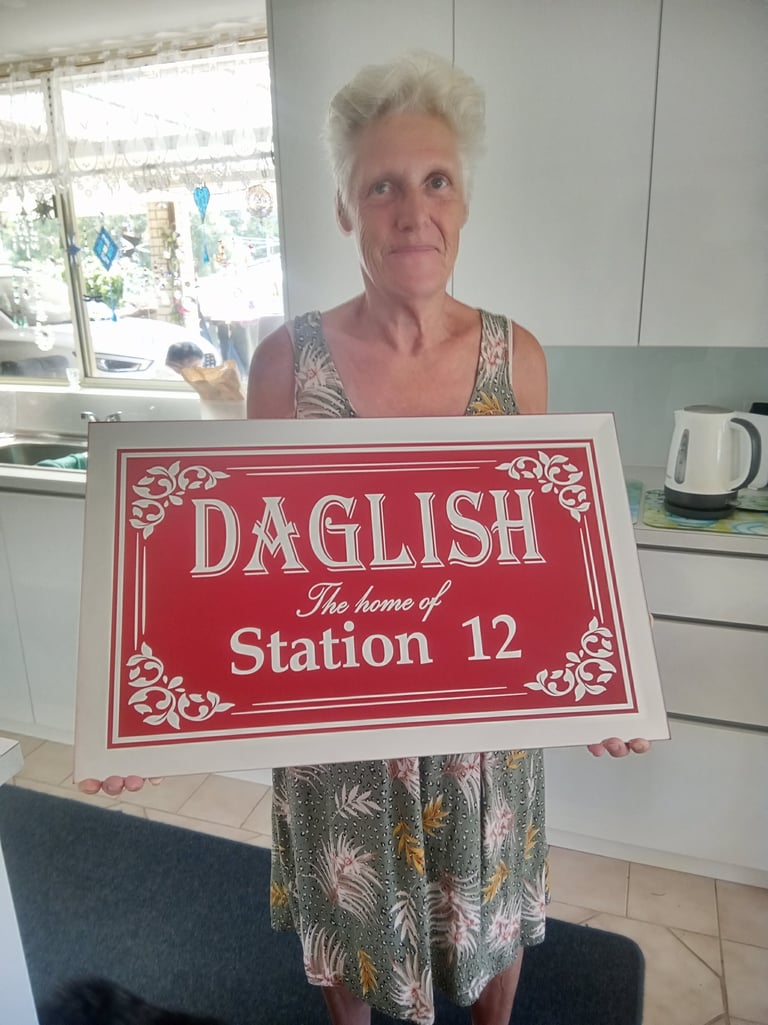 DAGLISH
The home of
Station 12